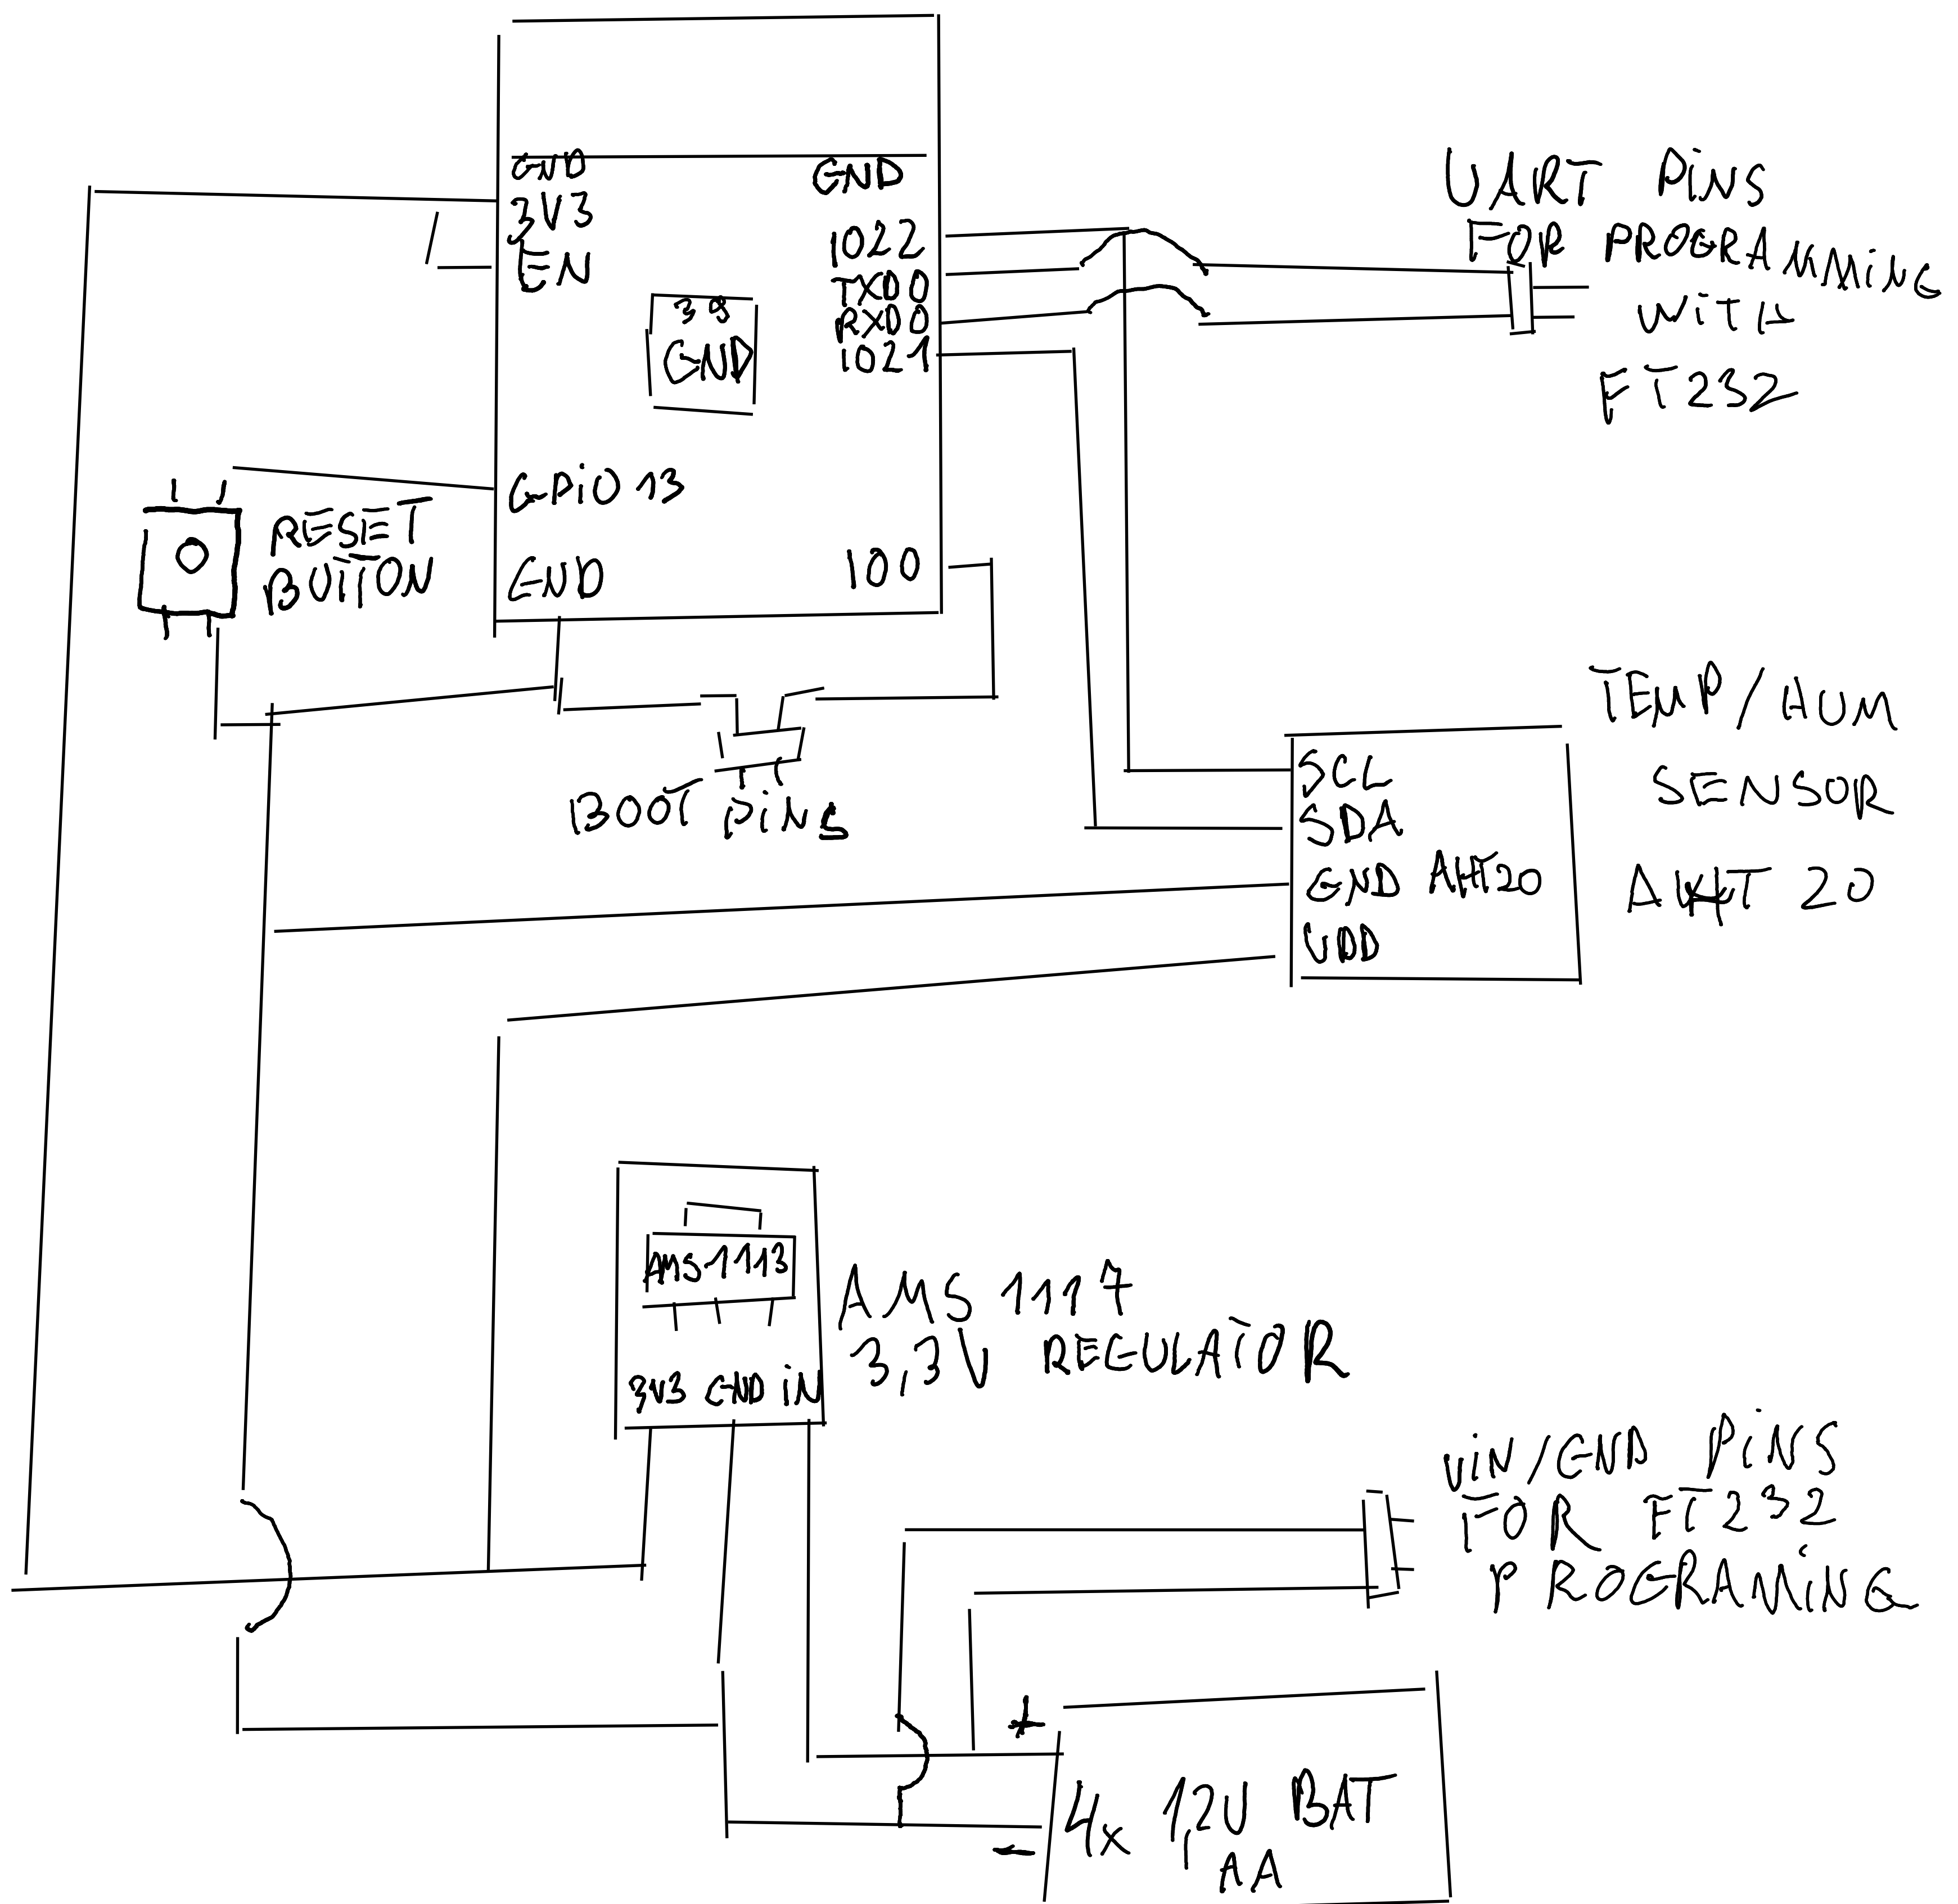 GND
3V3
EN
GND
IO22
TXD0
RXD0
IO21
39
GND
GPiO 13
GND
IO0
UART PiNS
FOR PROGRAMMiNG
WiTH
FT232
RESET
BUTTON
BOOT PiNS
TEMP/HUM
SENSOR
AHT 20
SCL
SDA
GND AHT20
VDD
AMS1113
3V3 GND iN
AMS 1117
3,3V REGULATOR
ViN/GND PiNS
FOR FT232
PROGRAMiNG
+
-
4x 1,2V BAT
AA